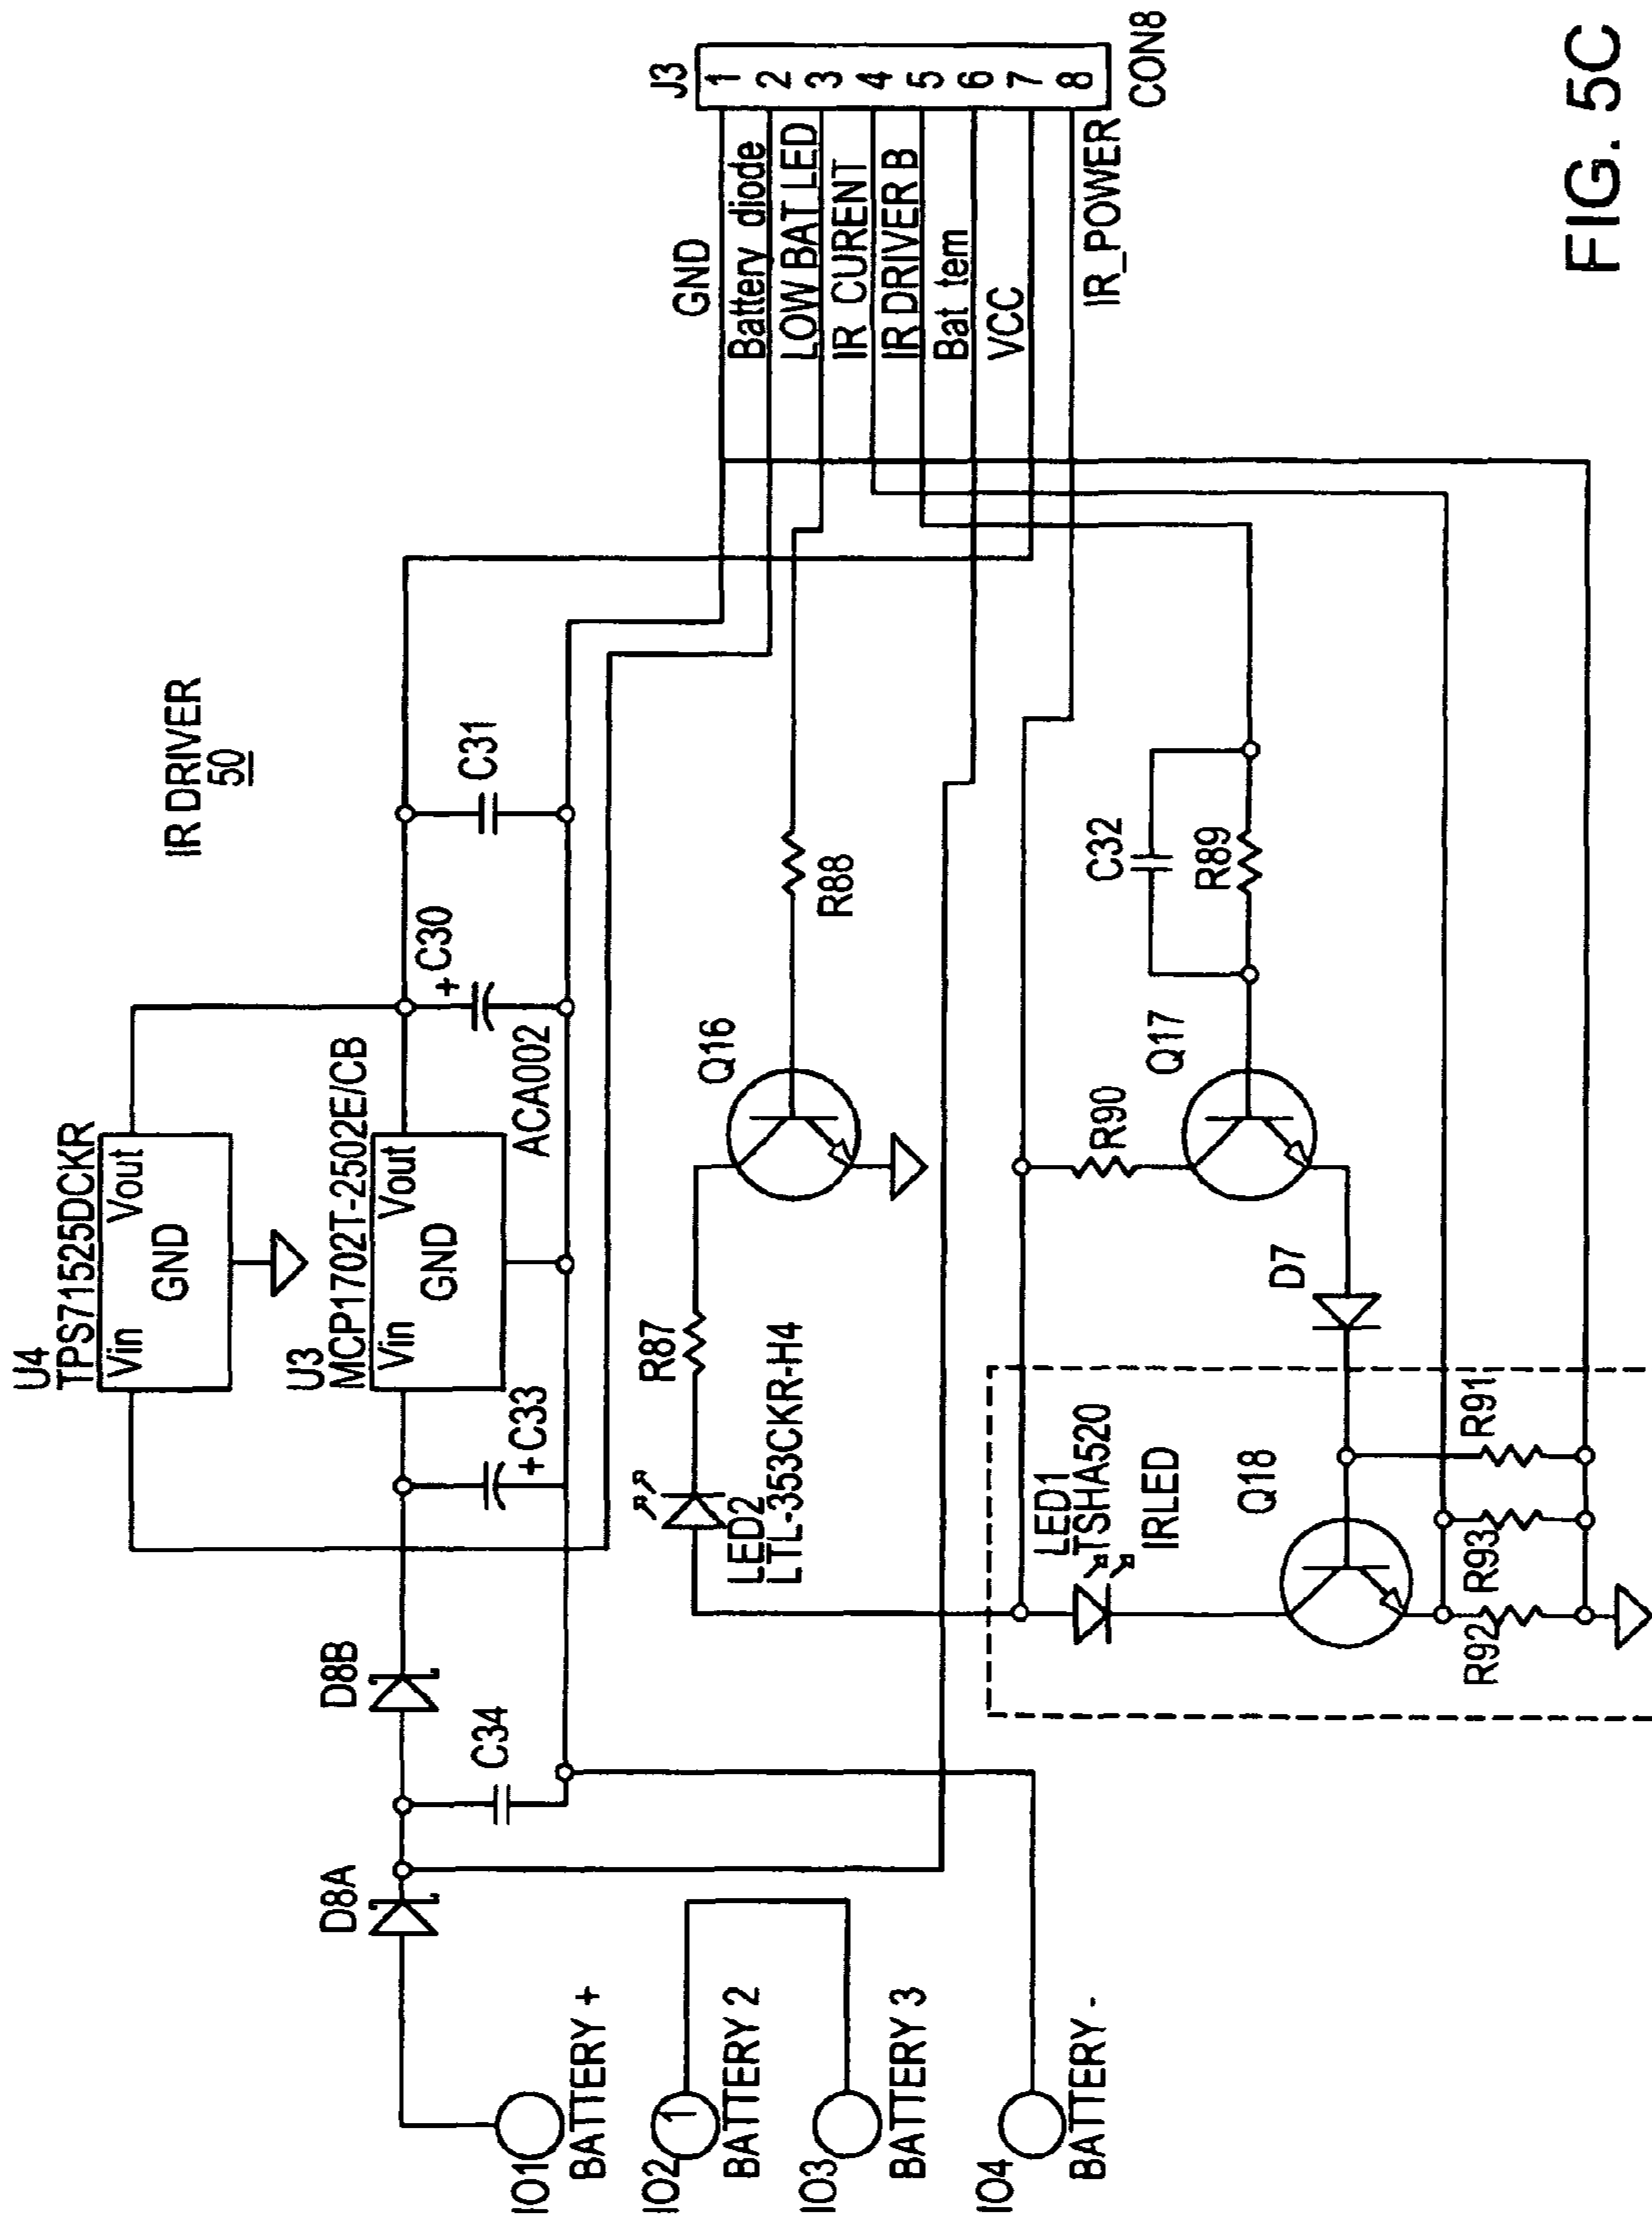 IR DRIVER
50
U4
TPS71525DCKR
Vin
Vout
GND
U3
MCP1702T-2502E/CB
Vin
Vout
GND
D8A
D8B
C34
+ C33
+ C30
ACA002
C31
IO1
BATTERY +
IO2
1
BATTERY 2
IO3
BATTERY 3
IO4
BATTERY -
R87
LED2
LTL-353CKR-H4
Q16
R88
LED1
TSHA520
IRLED
R90
Q17
C32
R89
D7
Q18
R92
R93
R91
J3
1
2
3
4
5
6
7
8
CON8
GND
Battery diode
LOW BAT LED
IR CURENT
IR DRIVER B
Bat tem
VCC
IR_POWER
FIG. 5C